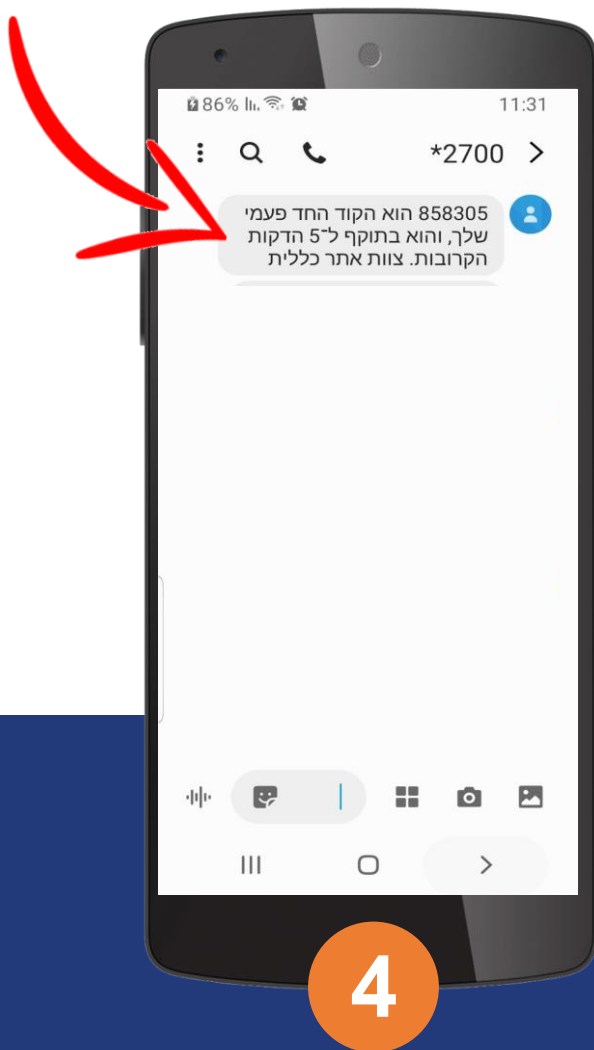 86%
11:31
*2700
858305 הוא הקוד החד פעמי
שלך, והוא בתוקף ל־5 הדקות
הקרובות. צוות אתר כללית
4